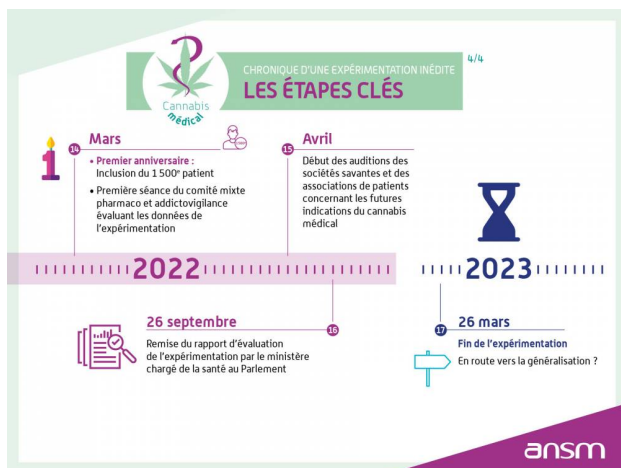 4/4
CHRONIQUE D'UNE EXPÉRIMENTATION INÉDITE
LES ÉTAPES CLÉS
Cannabis
médical
Mars
14
• Premier anniversaire :
Inclusion du 1 500e patient
• Première séance du comité mixte
pharmaco et addictovigilance
évaluant les données de
l'expérimentation
Avril
15
Début des auditions des
sociétés savantes et des
associations de patients
concernant les futures
indications du cannabis
médical
2022
2023
26 septembre
16
Remise du rapport d'évaluation
de l'expérimentation par le ministère
chargé de la santé au Parlement
17
26 mars
Fin de l'expérimentation
En route vers la généralisation ?
ansm